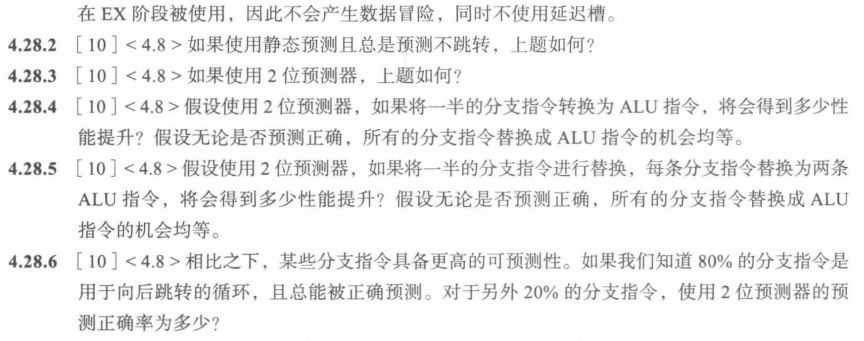 在 EX 阶段被使用，因此不会产生数据冒险，同时不使用延迟槽。
4.28.2 [ 10 ] < 4.8 > 如果使用静态预测且总是预测不跳转，上题如何？
4.28.3 [ 10 ] < 4.8 > 如果使用 2 位预测器，上题如何？
4.28.4 [ 10 ] < 4.8 > 假设使用 2 位预测器，如果将一半的分支指令转换为 ALU 指令，将会得到多少性
能提升？假设无论是否预测正确，所有的分支指令替换成 ALU 指令的机会均等。
4.28.5 [ 10 ] < 4.8 > 假设使用 2 位预测器，如果将一半的分支指令进行替换，每条分支指令替换为两条
ALU 指令，将会得到多少性能提升？假设无论是否预测正确，所有的分支指令替换成 ALU
指令的机会均等。
4.28.6 [ 10 ] < 4.8 > 相比之下，某些分支指令具备更高的可预测性。如果我们知道 80% 的分支指令是
用于向后跳转的循环，且总能被正确预测。对于另外 20% 的分支指令，使用 2 位预测器的预
测正确率为多少？